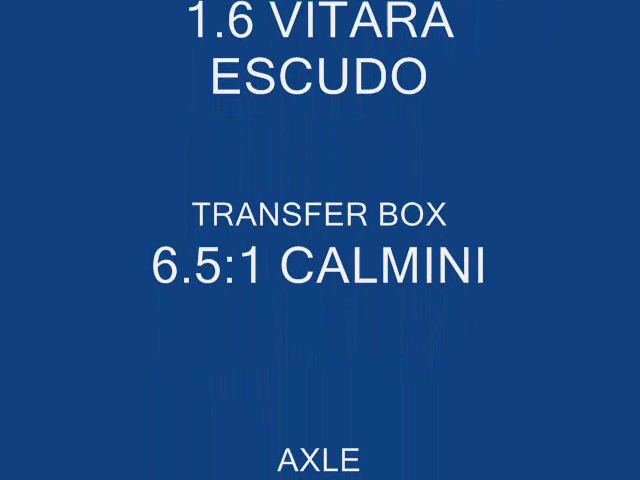 1.6 VITARA
ESCUDO
TRANSFER BOX
6.5:1 CALMINI
AXLE